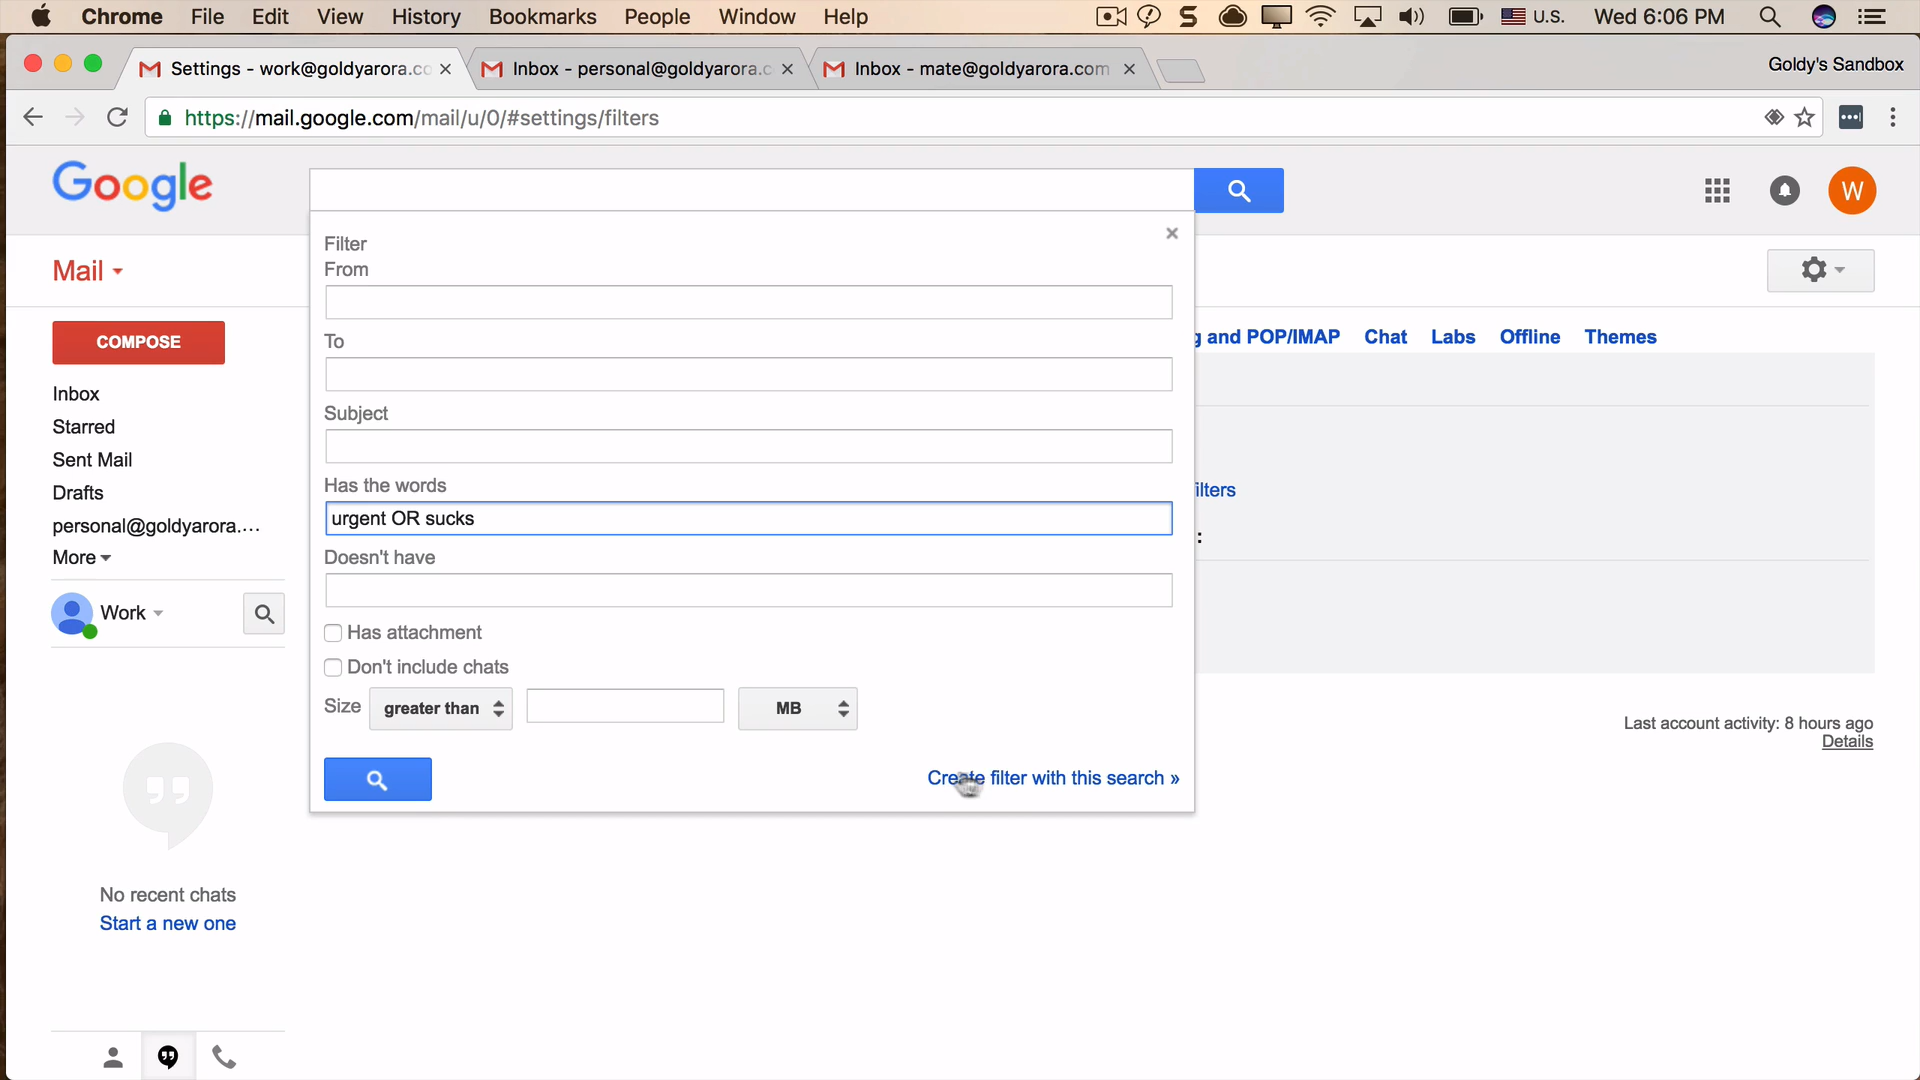 Chrome File Edit View History Bookmarks People Window Help U.S. Wed 6:06 PM
Settings - work@goldyarora.co Inbox - personal@goldyarora.c Inbox - mate@goldyarora.com Goldy's Sandbox
https://mail.google.com/mail/u/0/#settings/filters
Google
W
Mail
COMPOSE
Inbox
Starred
Sent Mail
Drafts
personal@goldyarora....
More
Work
No recent chats
Start a new one
Filter
From
To
Subject
Has the words
urgent OR sucks
Doesn't have
Has attachment
Don't include chats
Size greater than MB
Create filter with this search »
g and POP/IMAP Chat Labs Offline Themes
ilters
:
Last account activity: 8 hours ago
Details